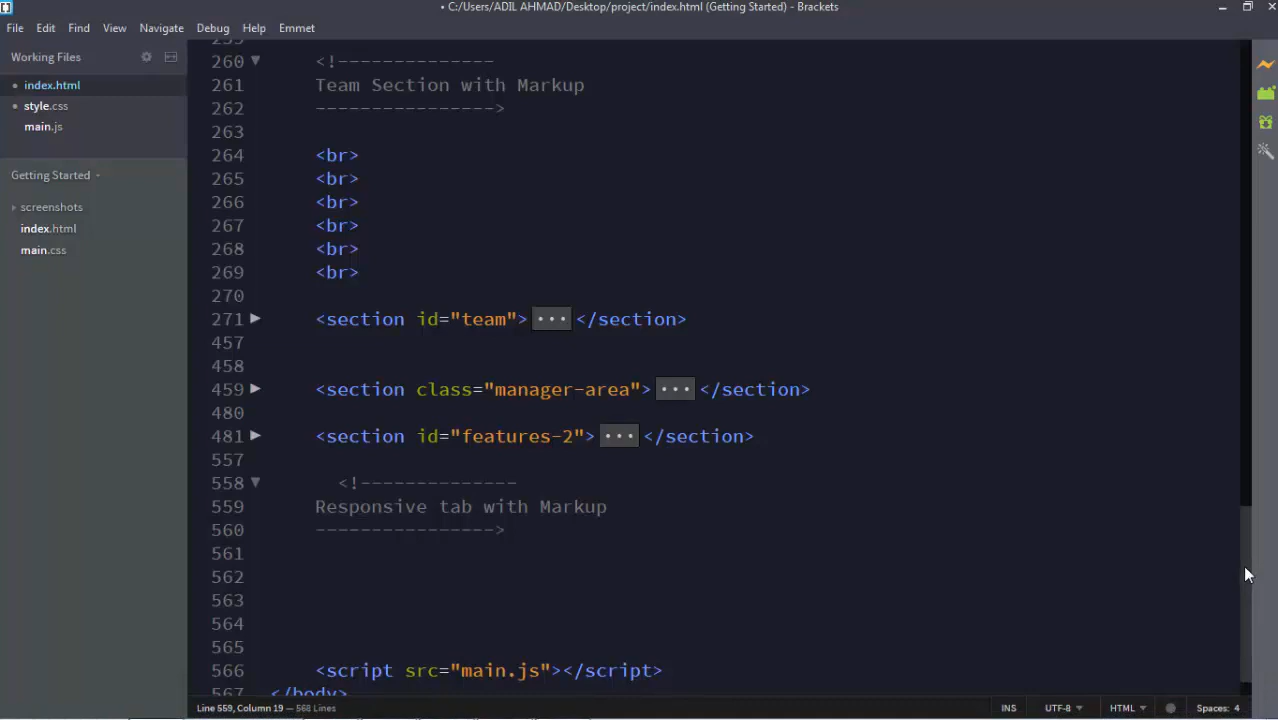 • C:/Users/ADIL AHMAD/Desktop/project/index.html (Getting Started) - Brackets
File Edit Find View Navigate Debug Help Emmet
Working Files
index.html
style.css
main.js
Getting Started
screenshots
index.html
main.css
259
260 <!--------------
261 Team Section with Markup
262 ---------------->
263
264 <br>
265 <br>
266 <br>
267 <br>
268 <br>
269 <br>
270
271 <section id="team">...</section>
457
458
459 <section class="manager-area">...</section>
480
481 <section id="features-2">...</section>
557
558 <!--------------
559 Responsive tab with Markup
560 ---------------->
561
562
563
564
565
566 <script src="main.js"></script>
567 </body>
Line 559, Column 19 — 568 Lines
INS UTF-8 HTML Spaces: 4